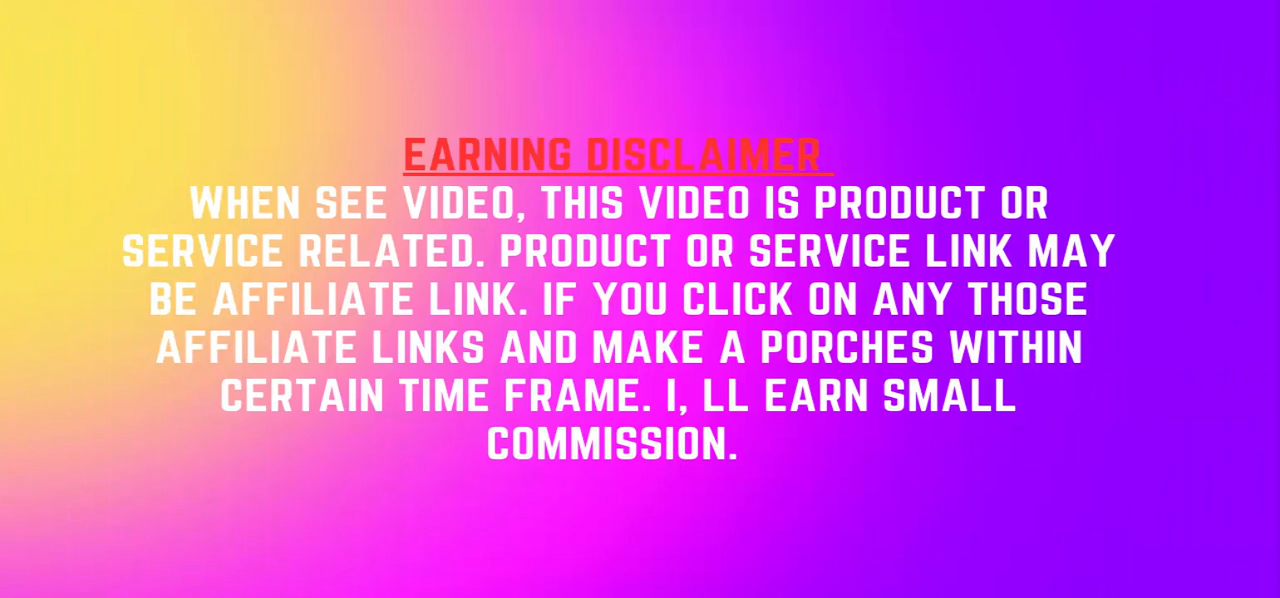 EARNING DISCLAIMER
WHEN SEE VIDEO, THIS VIDEO IS PRODUCT OR
SERVICE RELATED. PRODUCT OR SERVICE LINK MAY
BE AFFILIATE LINK. IF YOU CLICK ON ANY THOSE
AFFILIATE LINKS AND MAKE A PORCHES WITHIN
CERTAIN TIME FRAME. I, LL EARN SMALL
COMMISSION.